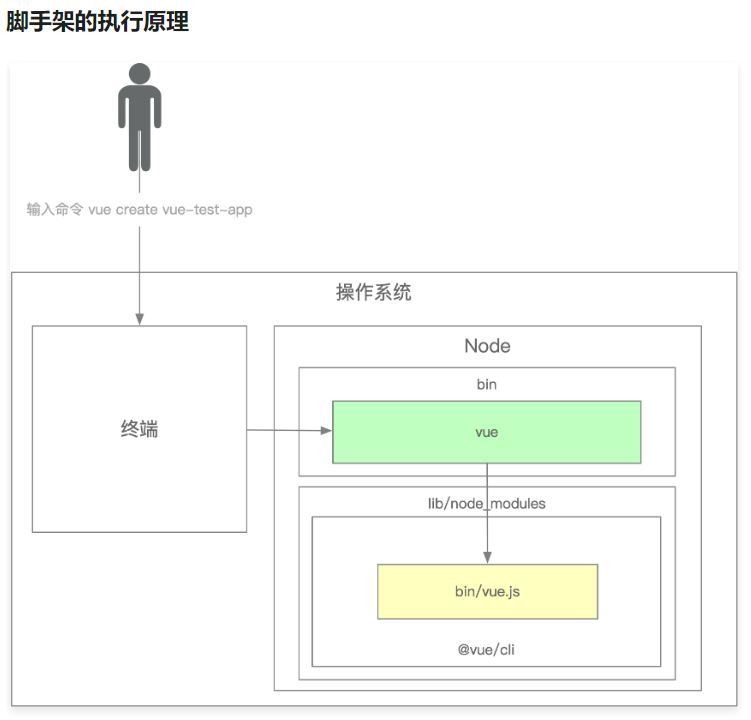 脚手架的执行原理
输入命令 vue create vue-test-app
操作系统
终端
Node
bin
vue
lib/node_modules
bin/vue.js
@vue/cli